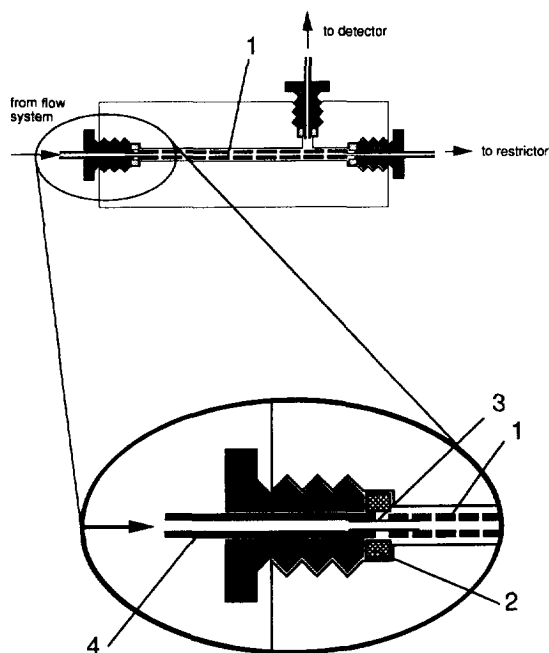 to detector
1
from flow
system
to restrictor
3
1
2
4